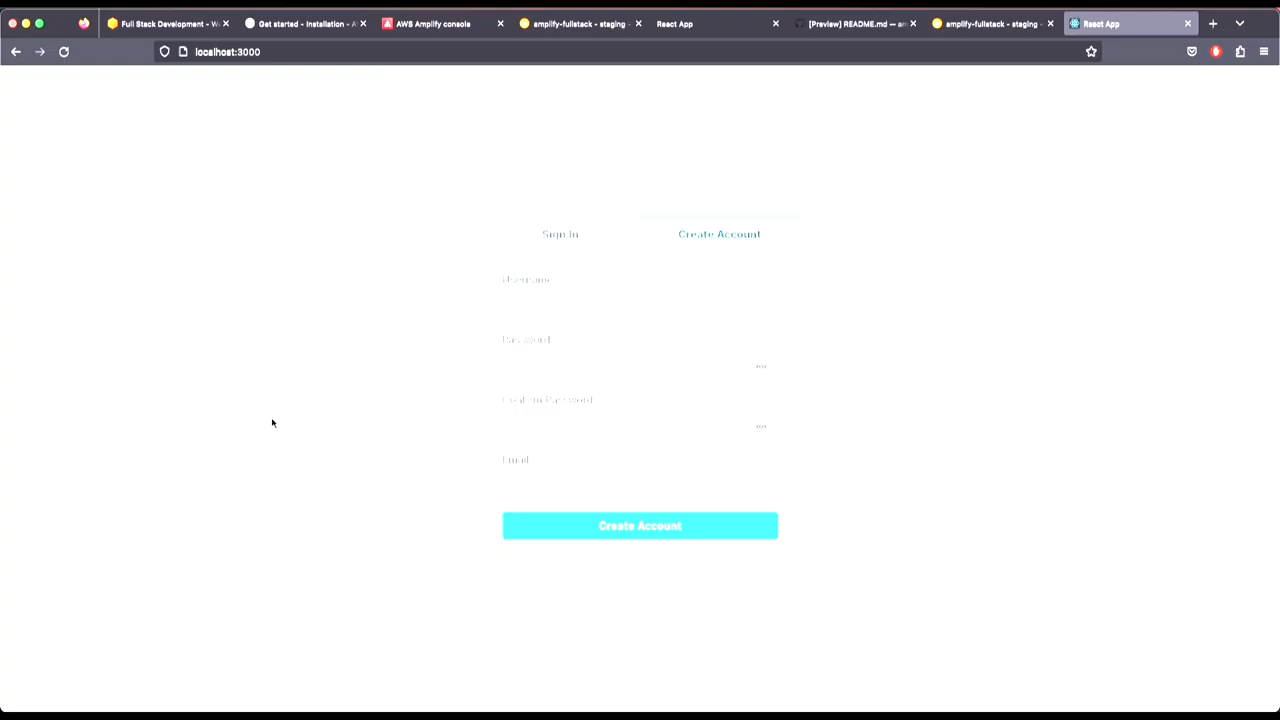 Full Stack Development - W
Get started - Installation - A
AWS Amplify console
amplify-fullstack - staging -
React App
[Preview] README.md — am
amplify-fullstack - staging -
React App
localhost:3000
Sign In
Create Account
Username
Password
Confirm Password
Email
Create Account